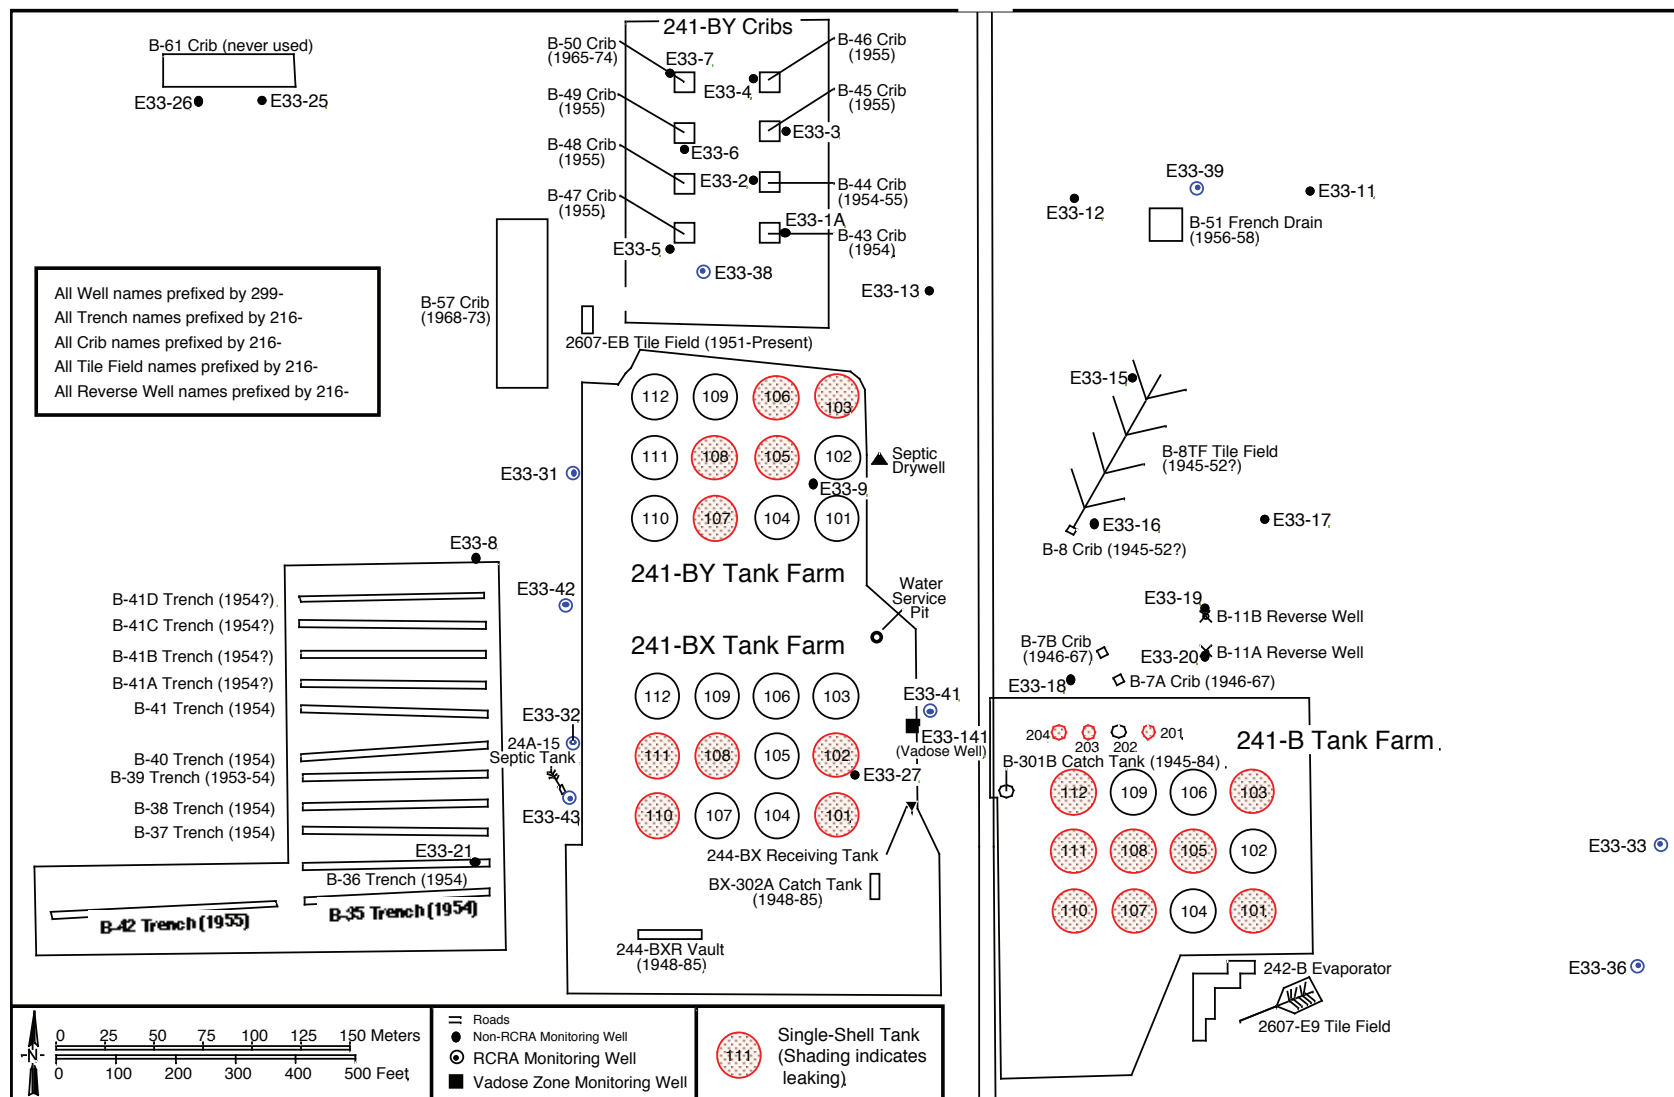 241-BY Cribs
B-61 Crib (never used)
E33-26
E33-25
B-50 Crib
(1965-74)
E33-7
E33-4
B-46 Crib
(1955)
B-49 Crib
(1955)
B-45 Crib
(1955)
E33-3
E33-6
B-48 Crib
(1955)
E33-2
B-44 Crib
(1954-55)
B-47 Crib
(1955)
E33-1A
B-43 Crib
(1954)
E33-5
E33-38
E33-13
E33-39
E33-12
E33-11
B-51 French Drain
(1956-58)
All Well names prefixed by 299-
All Trench names prefixed by 216-
All Crib names prefixed by 216-
All Tile Field names prefixed by 216-
All Reverse Well names prefixed by 216-
B-57 Crib
(1968-73)
2607-EB Tile Field (1951-Present)
112
109
106
103
111
108
105
102
110
107
104
101
Septic
Drywell
E33-9
E33-31
241-BY Tank Farm
E33-15
B-8TF Tile Field
(1945-52?)
E33-16
E33-17
B-8 Crib (1945-52?)
E33-8
E33-42
Water
Service
Pit
241-BX Tank Farm
E33-19
B-11B Reverse Well
B-7B Crib
(1946-67)
E33-20
B-11A Reverse Well
E33-18
B-7A Crib (1946-67)
B-41D Trench (1954?)
B-41C Trench (1954?)
B-41B Trench (1954?)
B-41A Trench (1954?)
B-41 Trench (1954)
B-40 Trench (1954)
B-39 Trench (1953-54)
B-38 Trench (1954)
B-37 Trench (1954)
E33-21
B-36 Trench (1954)
B-35 Trench (1954)
B-42 Trench (1955)
E33-32
24A-15
Septic Tank
E33-43
112
109
106
103
111
108
105
102
110
107
104
101
E33-41
E33-141
(Vadose Well)
E33-27
244-BX Receiving Tank
BX-302A Catch Tank
(1948-85)
244-BXR Vault
(1948-85)
204
203
202
201
241-B Tank Farm
B-301B Catch Tank (1945-84)
112
109
106
103
111
108
105
102
110
107
104
101
E33-33
E33-36
242-B Evaporator
2607-E9 Tile Field
N
0 25 50 75 100 125 150 Meters
0 100 200 300 400 500 Feet
Roads
Non-RCRA Monitoring Well
RCRA Monitoring Well
Vadose Zone Monitoring Well
111
Single-Shell Tank
(Shading indicates
leaking)